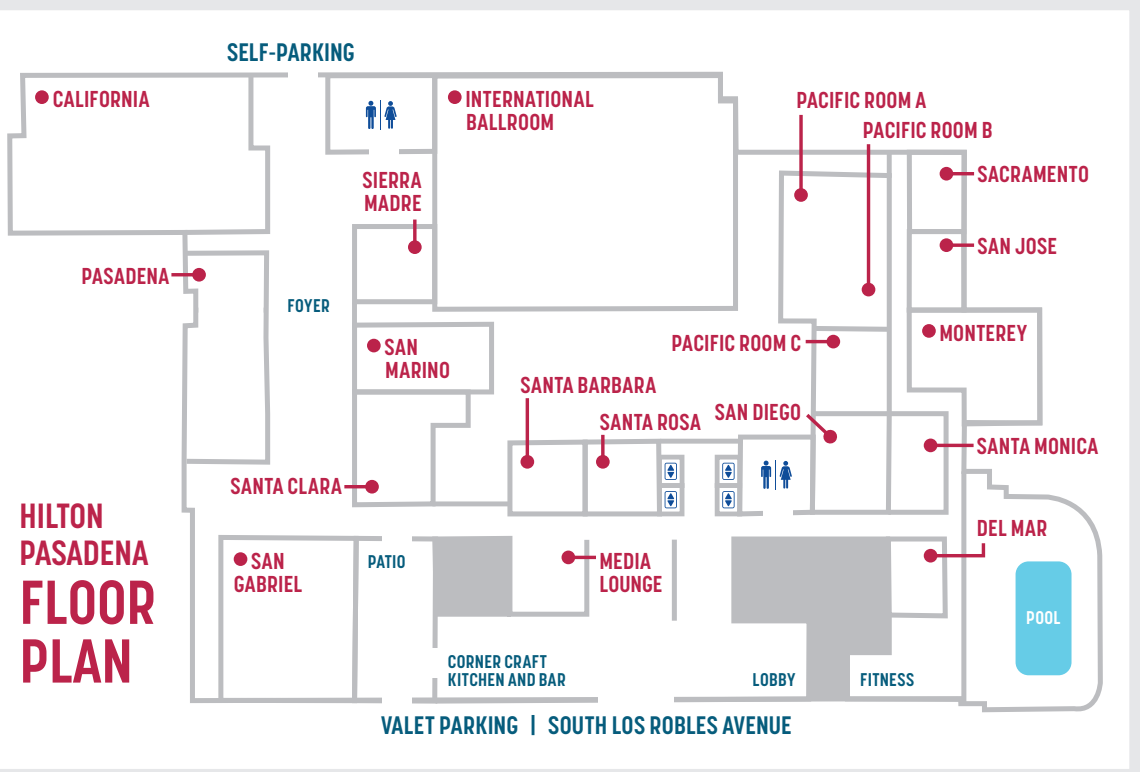 SELF-PARKING
CALIFORNIA
INTERNATIONAL
BALLROOM
PACIFIC ROOM A
PACIFIC ROOM B
SIERRA
MADRE
SACRAMENTO
SAN JOSE
PASADENA
FOYER
MONTEREY
PACIFIC ROOM C
SAN
MARINO
SANTA BARBARA
SANTA ROSA
SAN DIEGO
SANTA MONICA
SANTA CLARA
HILTON
PASADENA
FLOOR
PLAN
SAN
GABRIEL
PATIO
MEDIA
LOUNGE
DEL MAR
POOL
CORNER CRAFT
KITCHEN AND BAR
LOBBY
FITNESS
VALET PARKING | SOUTH LOS ROBLES AVENUE